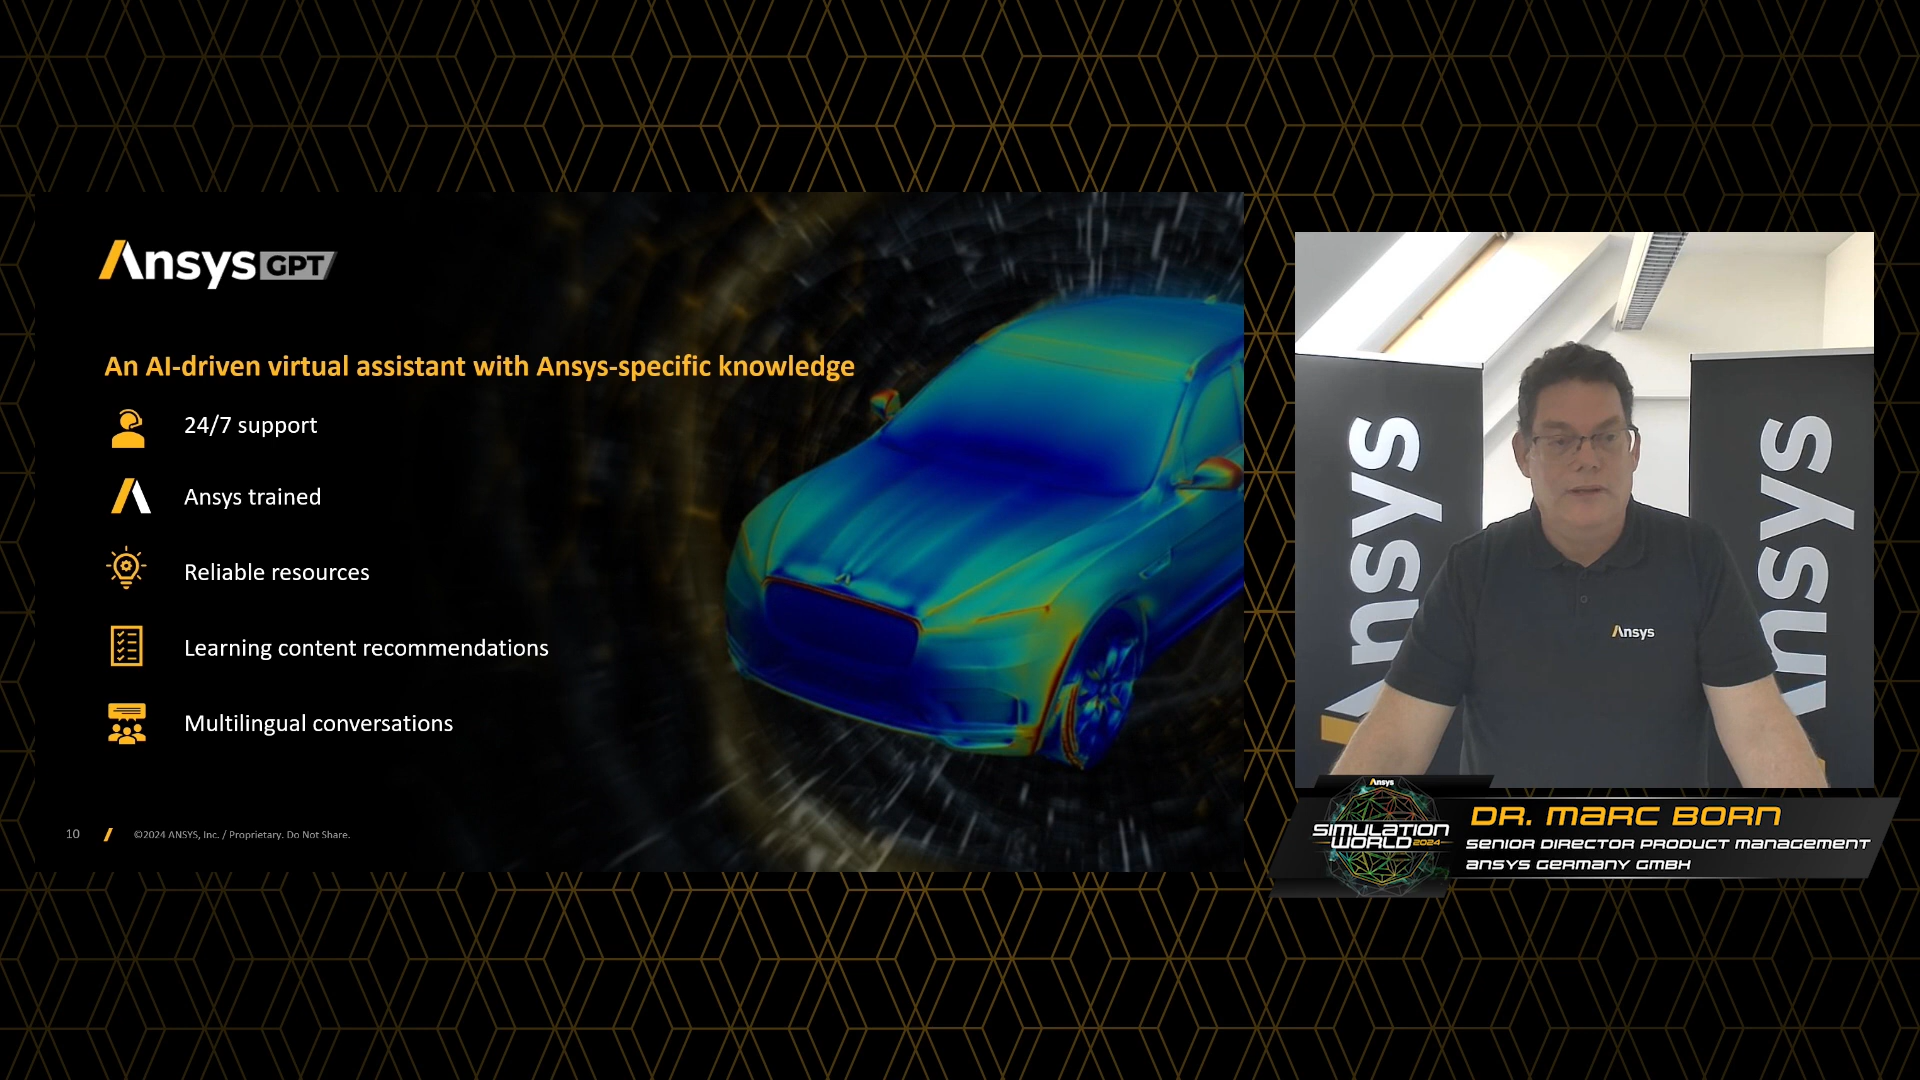 Ansys GPT
An AI-driven virtual assistant with Ansys-specific knowledge
24/7 support
Ansys trained
Reliable resources
Learning content recommendations
Multilingual conversations
10
©2024 ANSYS, Inc. / Proprietary. Do Not Share.
Ansys
Ansys
Ansys
Ansys
SIMULATION
WORLD 2024
DR. MARC BORN
SENIOR DIRECTOR PRODUCT MANAGEMENT
ANSYS GERMANY GMBH